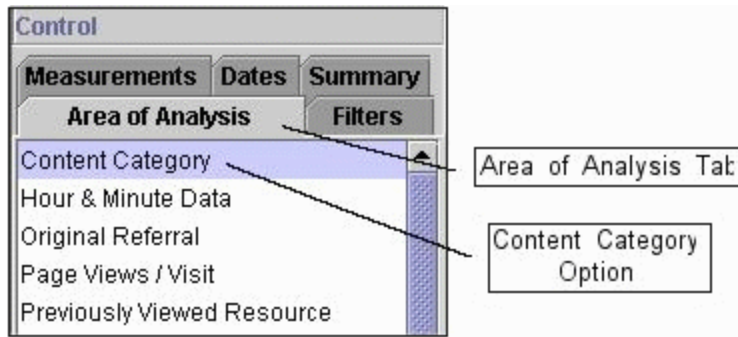 Control
Measurements Dates Summary
Area of Analysis Filters
Content Category
Hour & Minute Data
Original Referral
Page Views / Visit
Previously Viewed Resource
Area of Analysis Tab
Content Category
Option